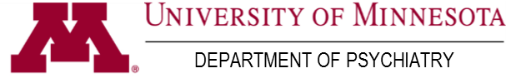 M
UNIVERSITY OF MINNESOTA
DEPARTMENT OF PSYCHIATRY